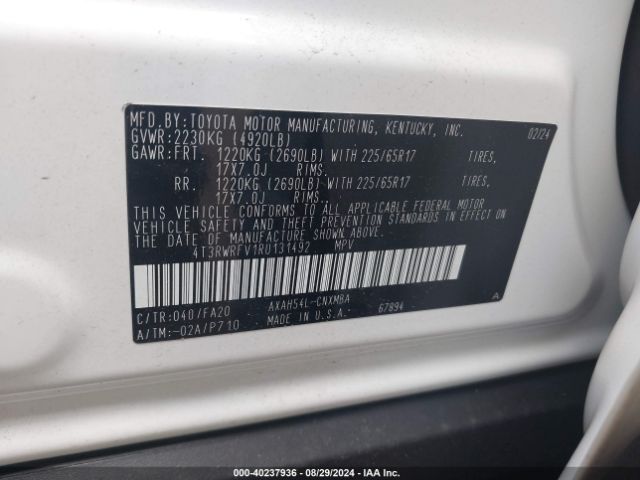 MFD.BY:TOYOTA MOTOR MANUFACTURING, KENTUCKY, INC. 02/24
GVWR:2230KG (4920LB)
GAWR:FRT. 1220KG (2690LB) WITH 225/65R17 TIRES,
17X7.0J RIMS.
RR. 1220KG (2690LB) WITH 225/65R17 TIRES,
17X7.0J RIMS.,
THIS VEHICLE CONFORMS TO ALL APPLICABLE FEDERAL MOTOR
VEHICLE SAFETY AND THEFT PREVENTION STANDARDS IN EFFECT ON
THE DATE OF MANUFACTURE SHOWN ABOVE.
4T3RWRFV1RU131492 MPV
C/TR:040/FA20 AXAH54L-CNXMBA A
A/TM:-02A/P710 MADE IN U.S.A. 67894
000-40237936 - 08/29/2024 - IAA Inc.